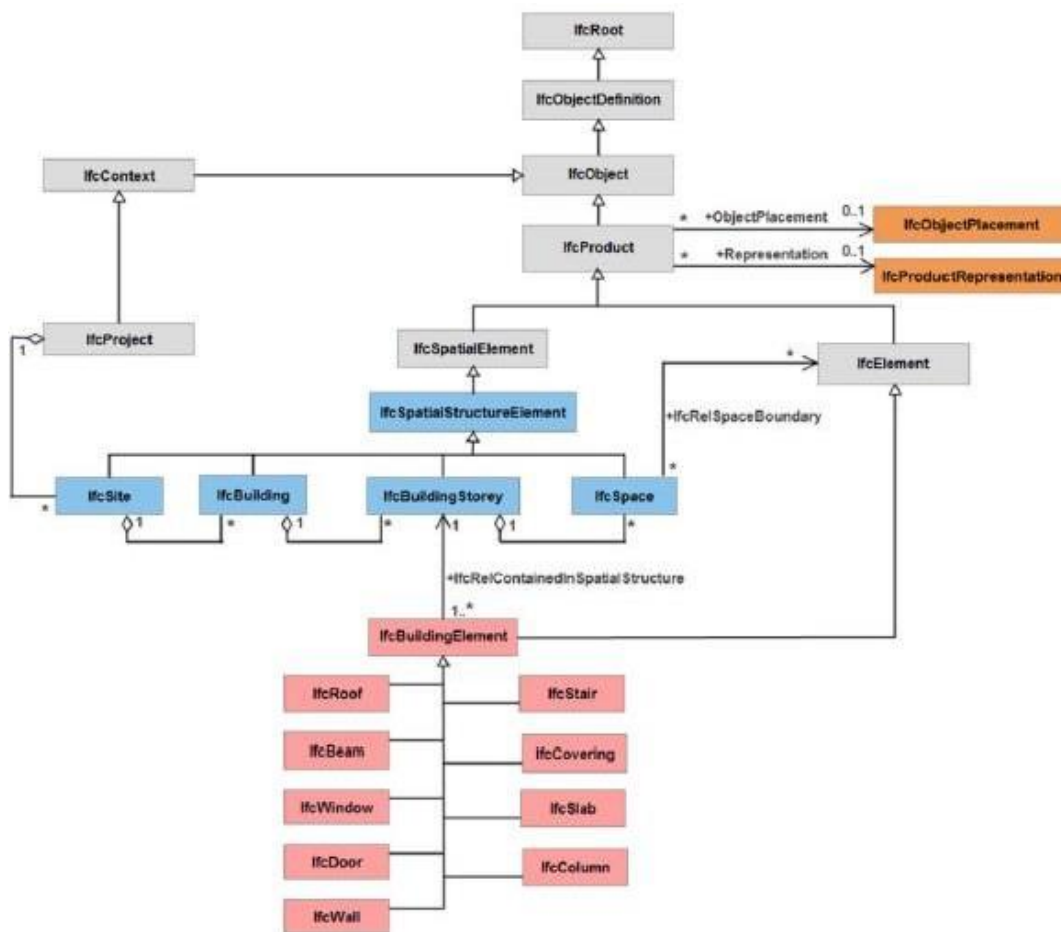 IfcRoot
IfcObjectDefinition
IfcContext
IfcObject
* +ObjectPlacement 0..1
IfcObjectPlacement
IfcProduct
* +Representation 0..1
IfcProductRepresentation
IfcProject
1
IfcSpatialElement
* IfcElement
IfcSpatialStructureElement
+IfcRelSpaceBoundary
*
IfcSite
IfcBuilding
IfcBuildingStorey
IfcSpace
* 1 * 1 * 1 1 *
+IfcRelContainedInSpatialStructure
1..*
IfcBuildingElement
IfcRoof
IfcStair
IfcBeam
IfcCovering
IfcWindow
IfcSlab
IfcDoor
IfcColumn
IfcWall